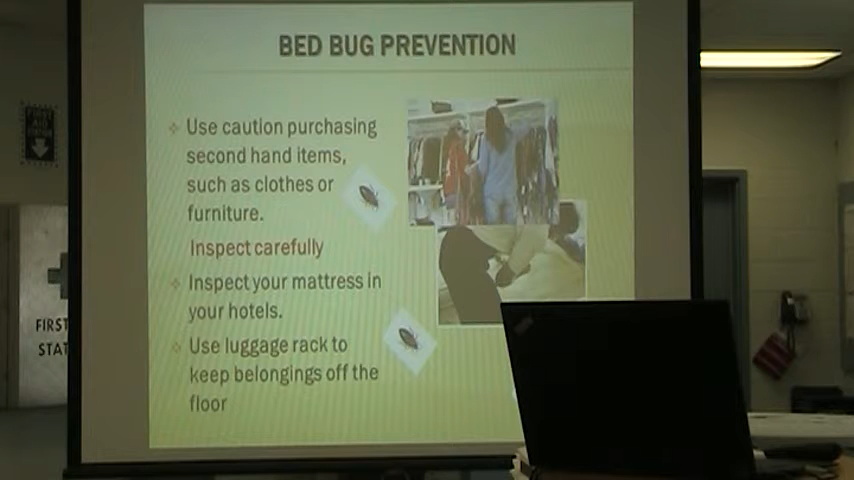 BED BUG PREVENTION
Use caution purchasing
second hand items,
such as clothes or
furniture.
Inspect carefully
Inspect your mattress in
your hotels.
Use luggage rack to
keep belongings off the
floor
FIRST
STAT